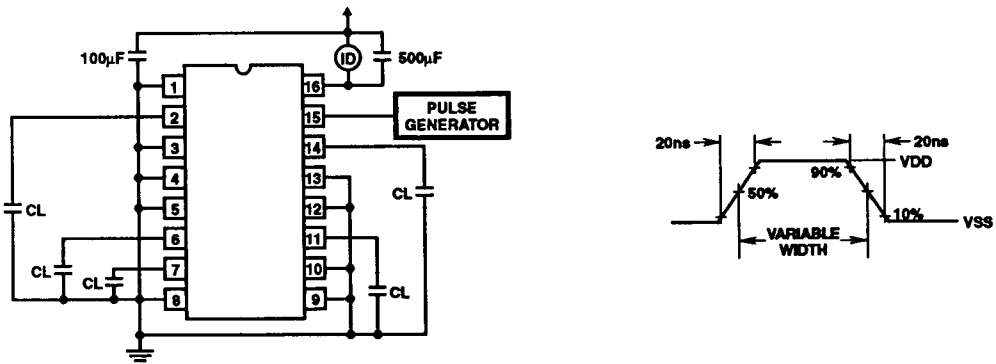 100μF
ID
500μF
1
16
2
15
PULSE
GENERATOR
3
14
4
13
5
12
6
11
7
10
8
9
CL
CL
CL
CL
CL
20ns
20ns
VDD
90%
50%
10%
VSS
VARIABLE
WIDTH